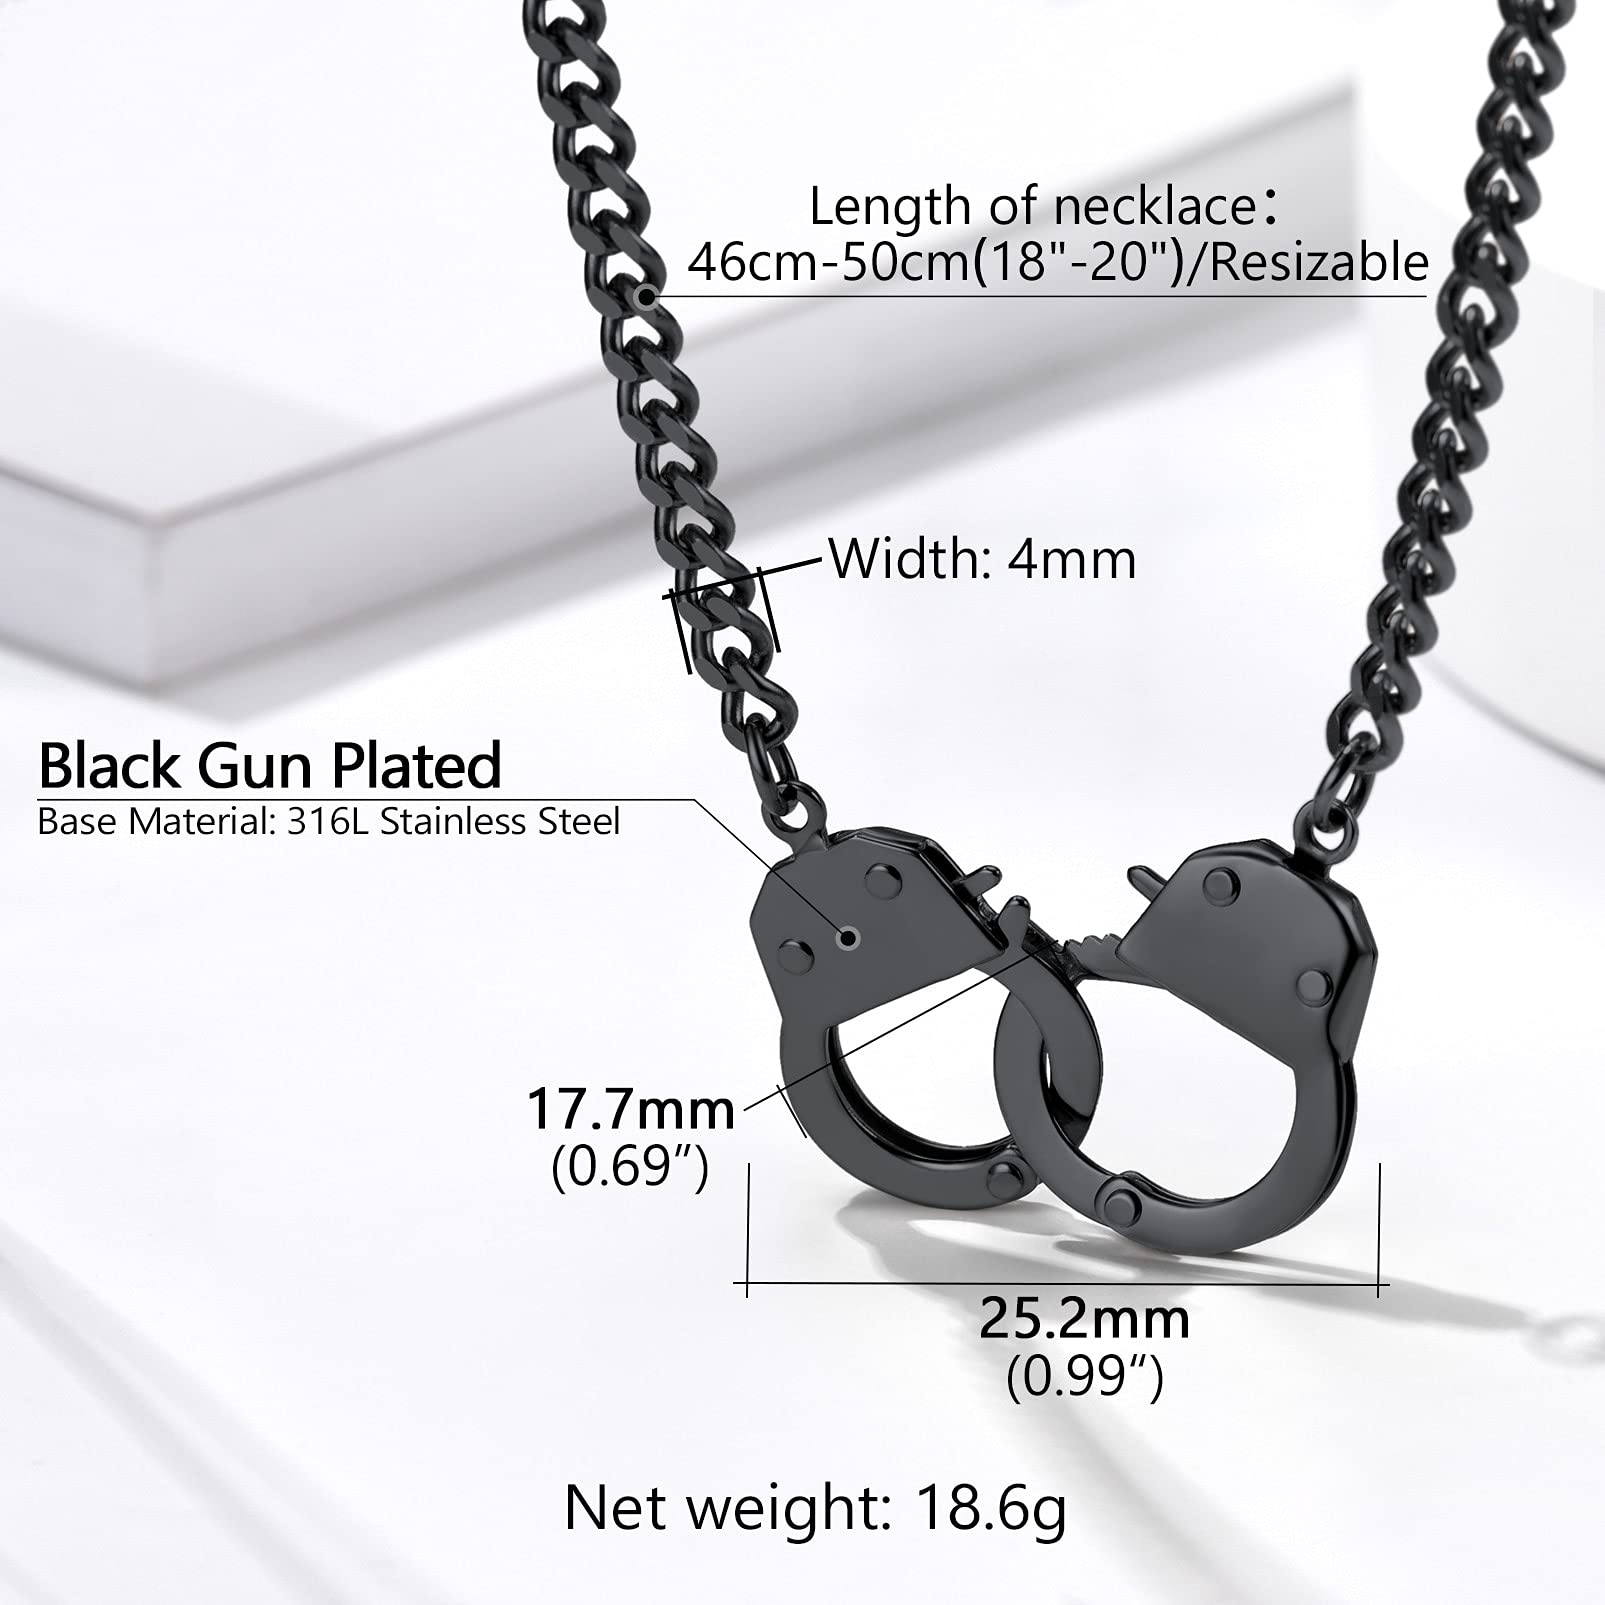 Length of necklace：
46cm-50cm(18"-20")/Resizable
Width: 4mm
Black Gun Plated
Base Material: 316L Stainless Steel
17.7mm
(0.69”)
25.2mm
(0.99“)
Net weight: 18.6g